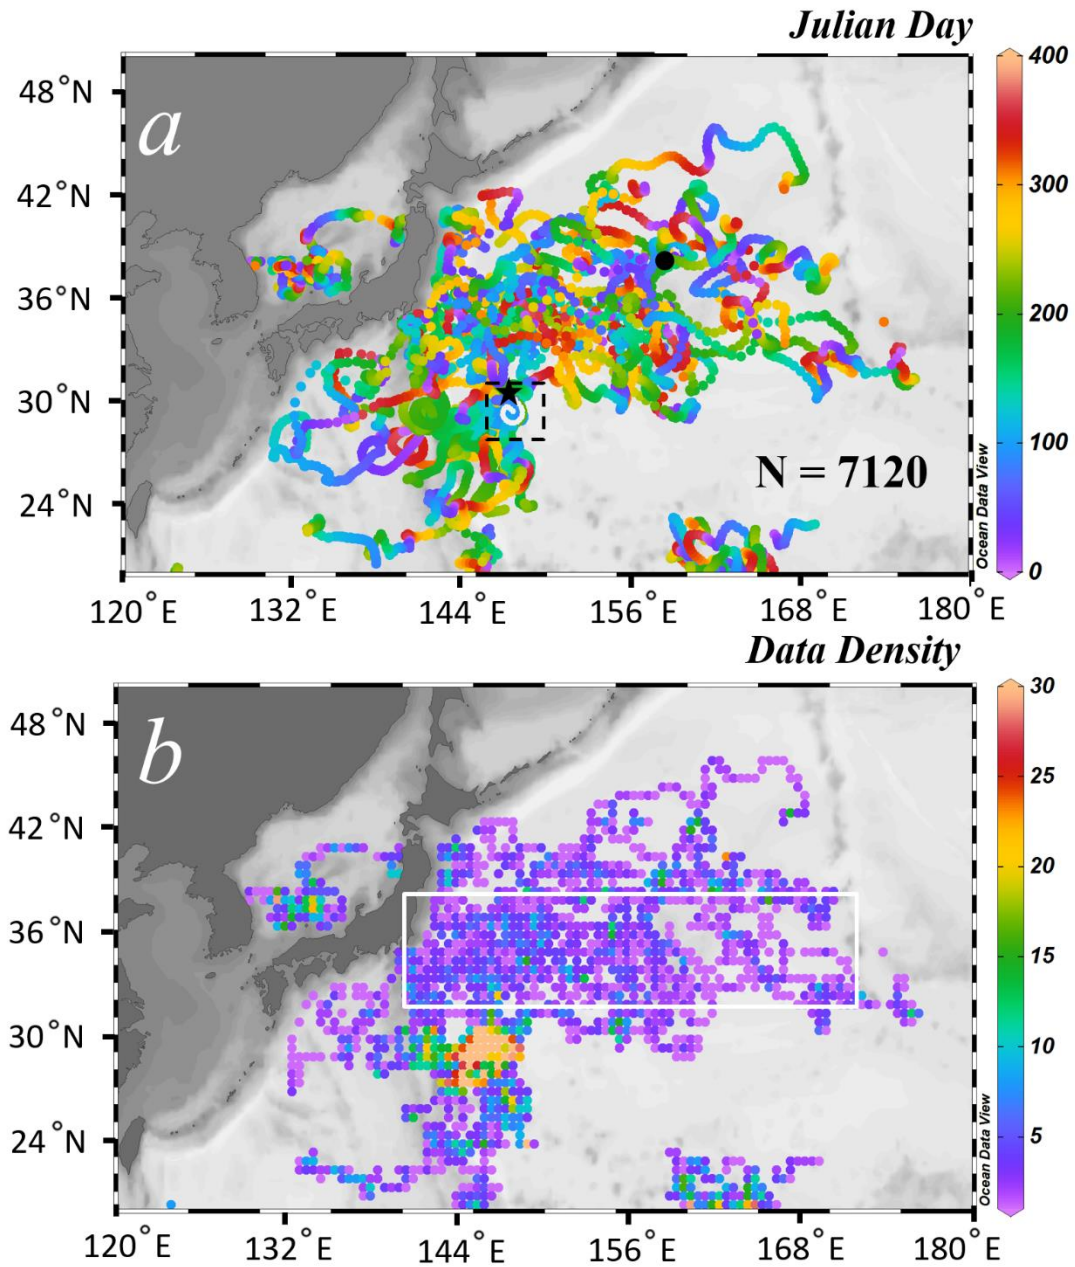 Julian Day
a
48°N
42°N
36°N
30°N
24°N
120°E 132°E 144°E 156°E 168°E 180°E
N = 7120
Ocean Data View
400
300
200
100
0
Data Density
b
48°N
42°N
36°N
30°N
24°N
120°E 132°E 144°E 156°E 168°E 180°E
Ocean Data View
30
25
20
15
10
5